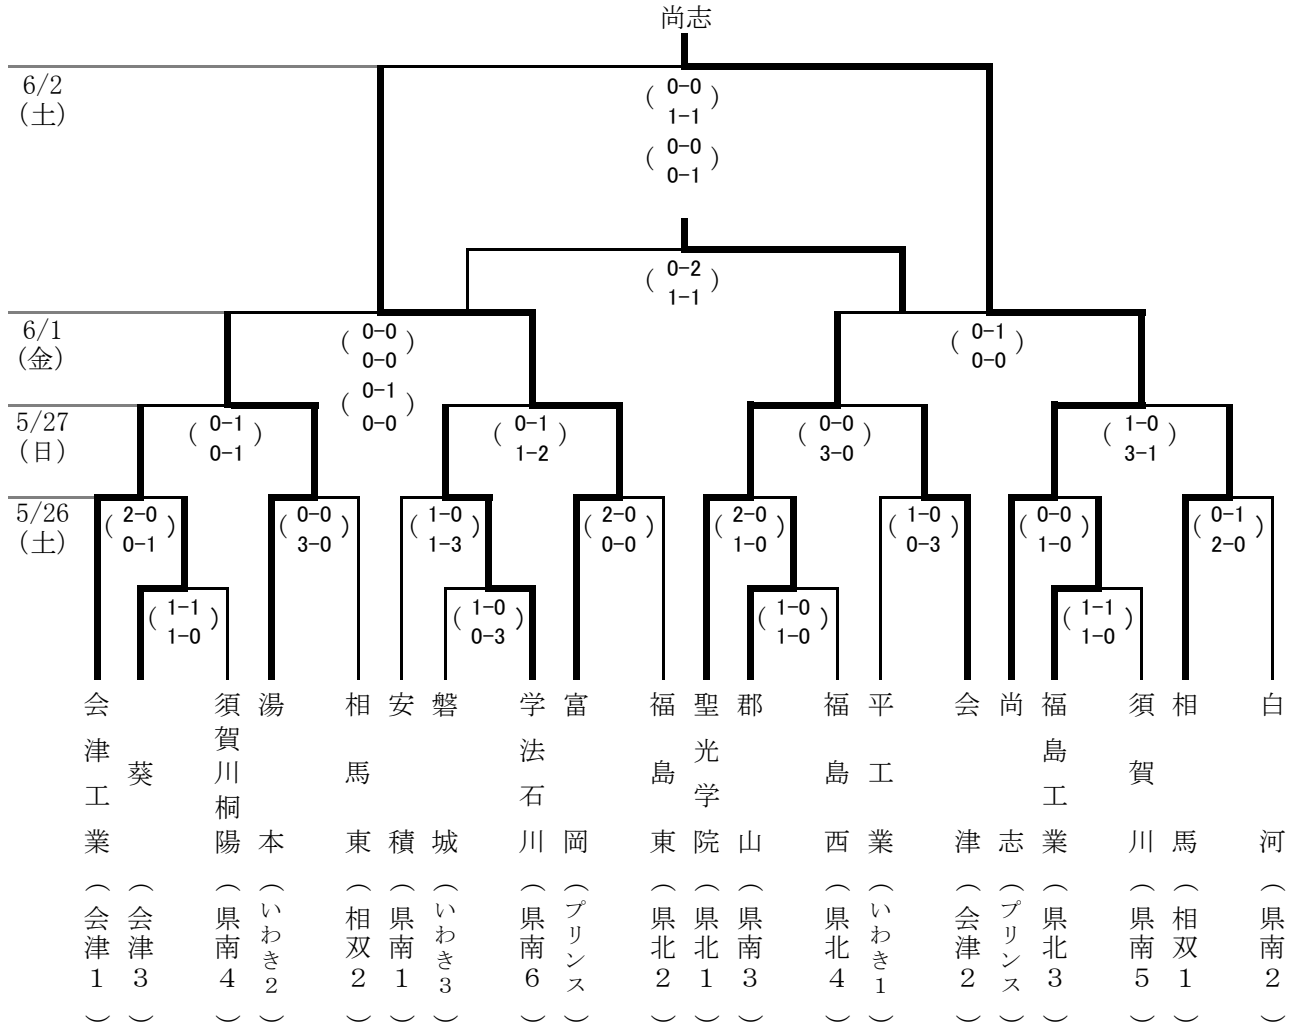 尚志
6/2
(土)
0-0
( )
1-1
0-0
( )
0-1
0-2
( )
1-1
6/1
(金)
0-0
( )
0-0
0-1
( )
0-0
0-1
( )
0-0
5/27
(日)
0-1
( )
0-1
0-1
( )
1-2
0-0
( )
3-0
1-0
( )
3-1
5/26
(土)
2-0
( )
0-1
0-0
( )
3-0
1-0
( )
1-3
2-0
( )
0-0
2-0
( )
1-0
1-0
( )
0-3
0-0
( )
1-0
0-1
( )
2-0
1-1
( )
1-0
1-0
( )
0-3
1-0
( )
1-0
1-1
( )
1-0
会津工業(会津1)
葵(会津3)
須賀川桐陽(県南4)
湯本(いわき2)
相馬東(相双2)
安積(県南1)
磐城(いわき3)
学法石川(県南6)
富岡(プリンス)
福島東(県北2)
聖光学院(県北1)
郡山(県南3)
福島西(県北4)
平工業(いわき1)
会津(会津2)
尚志(プリンス)
福島工業(県北3)
須賀川(県南5)
相馬(相双1)
白河(県南2)